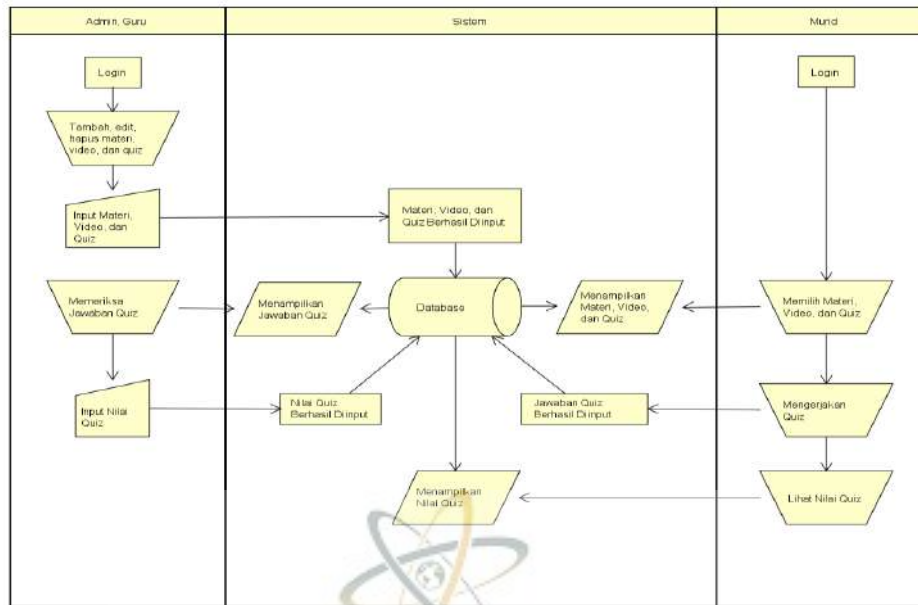 Admin, Guru
Sistem
Murid
Login
Login
Tambah, edit,
hapus materi,
video, dan quiz
Input Materi,
Video, dan
Quiz
Materi, Video, dan
Quiz Berhasil Diinput
Memeriksa
Jawaban Quiz
Menampilkan
Jawaban Quiz
Database
Menampilkan
Materi, Video,
dan Quiz
Memilih Materi,
Video, dan Quiz
Input Nilai
Quiz
Nilai Quiz
Berhasil Diinput
Jawaban Quiz
Berhasil Diinput
Mengerjakan
Quiz
Menampilkan
Nilai Quiz
Lihat Nilai Quiz